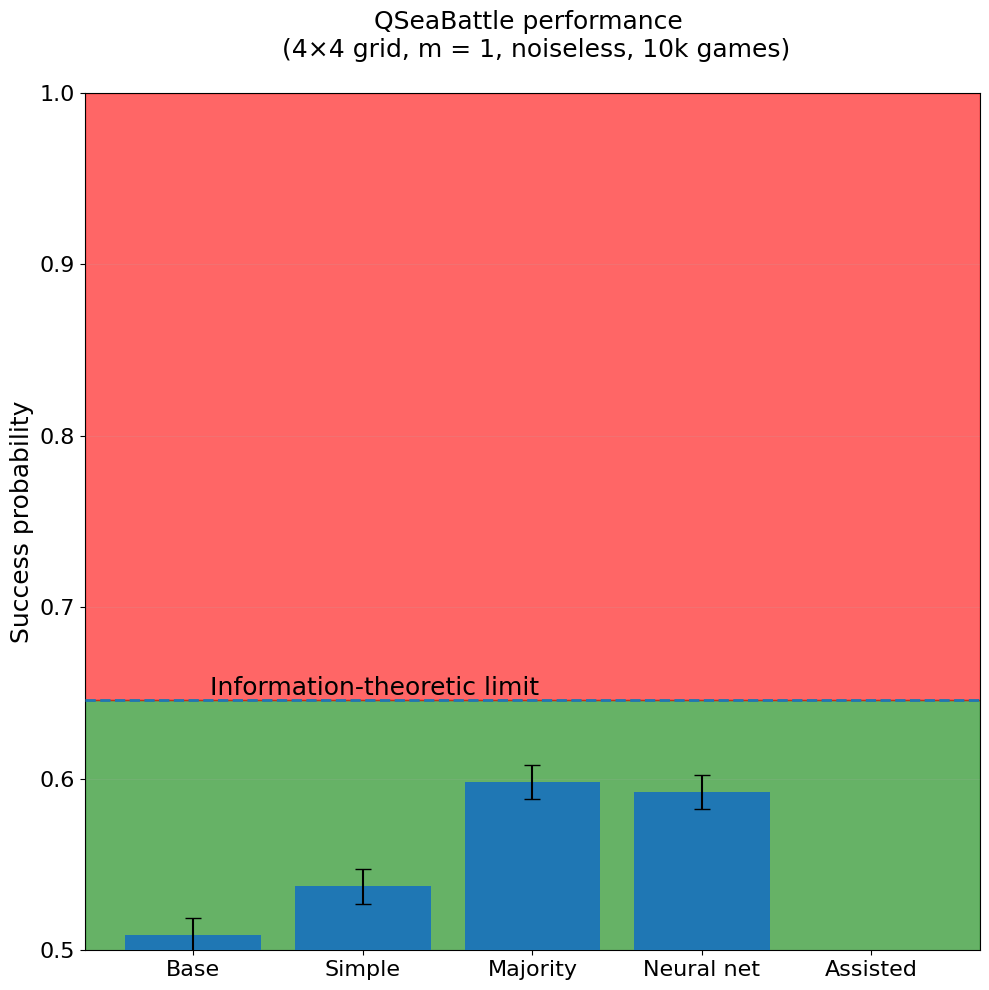 QSeaBattle performance
(4×4 grid, m = 1, noiseless, 10k games)
1.0
0.9
0.8
0.7
0.6
0.5
Success probability
Information-theoretic limit
Base
Simple
Majority
Neural net
Assisted